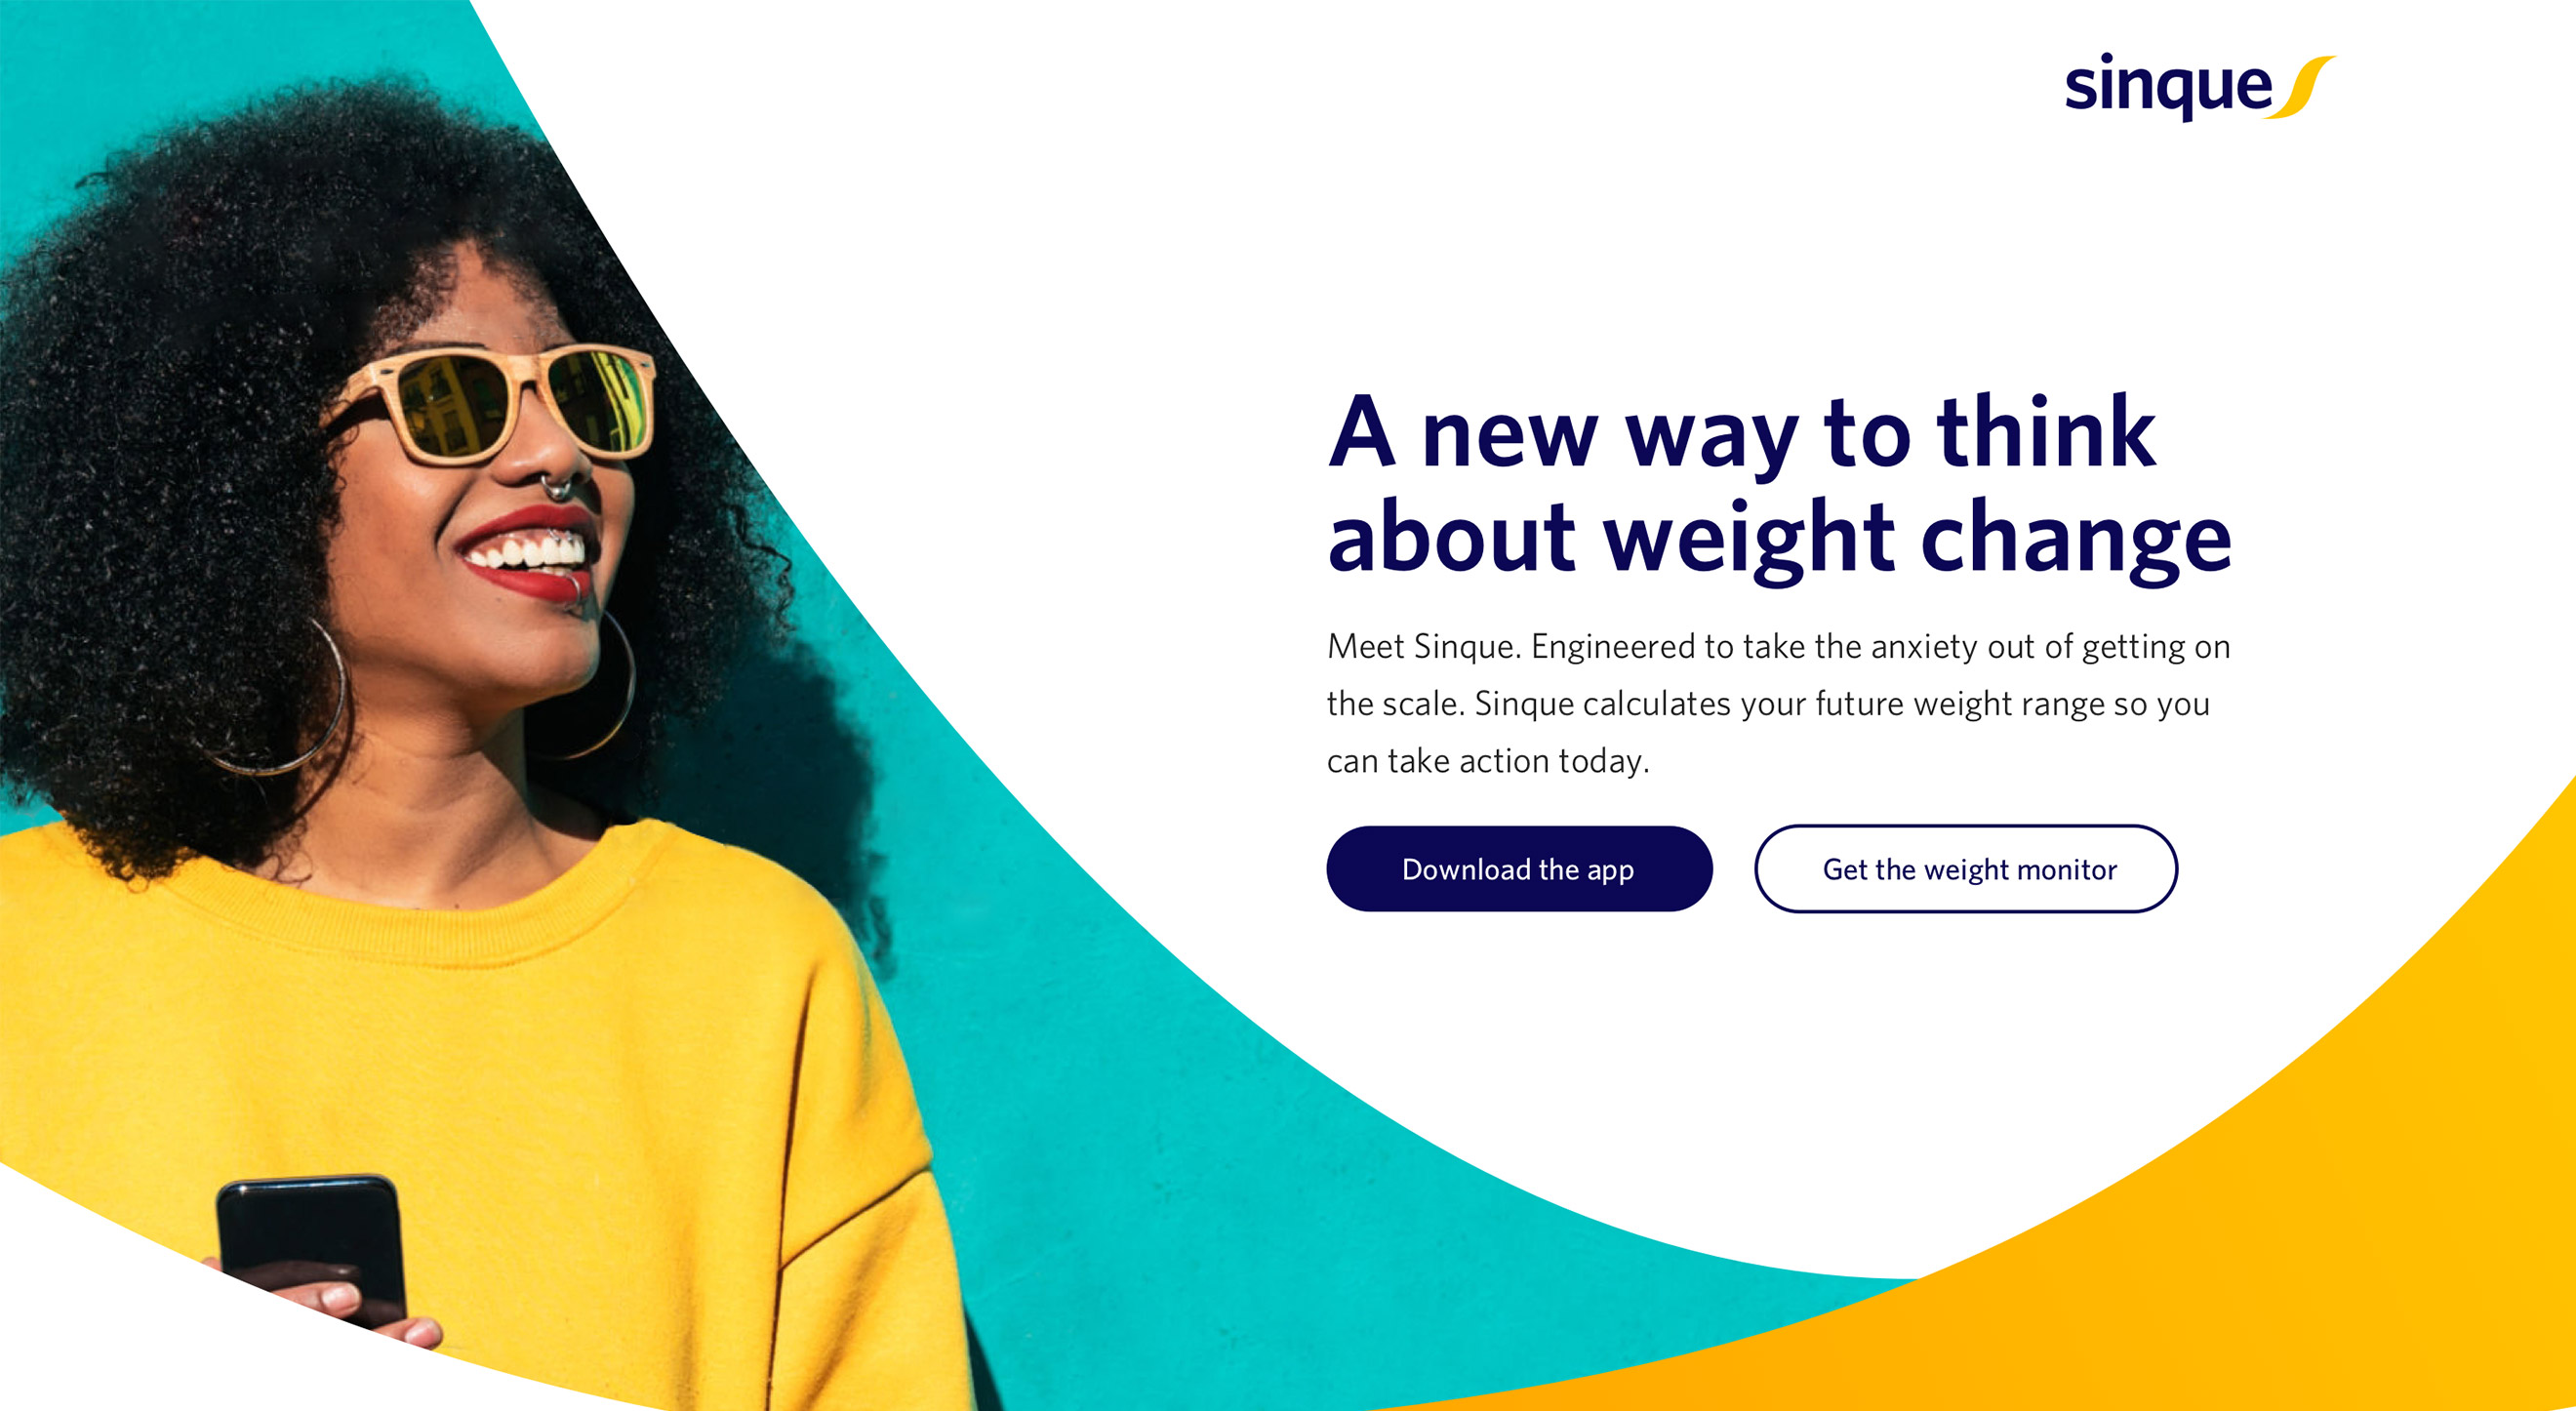 sinque
A new way to think
about weight change
Meet Sinque. Engineered to take the anxiety out of getting on
the scale. Sinque calculates your future weight range so you
can take action today.
Download the app
Get the weight monitor